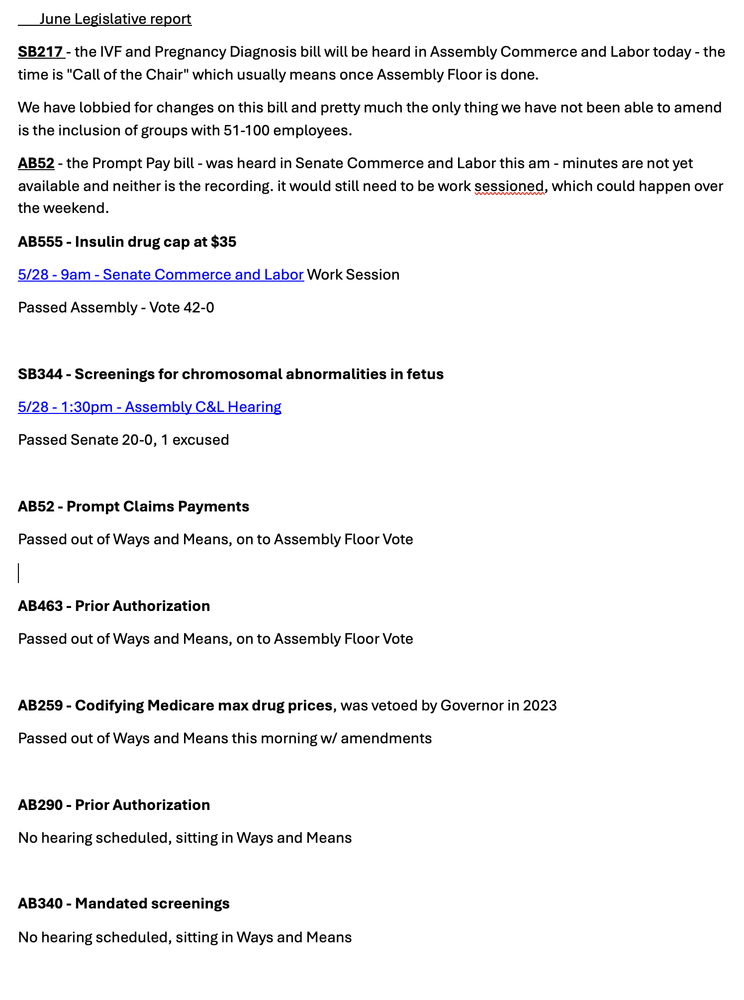 June Legislative report
SB217 - the IVF and Pregnancy Diagnosis bill will be heard in Assembly Commerce and Labor today - the
time is "Call of the Chair" which usually means once Assembly Floor is done.
We have lobbied for changes on this bill and pretty much the only thing we have not been able to amend
is the inclusion of groups with 51-100 employees.
AB52 - the Prompt Pay bill - was heard in Senate Commerce and Labor this am - minutes are not yet
available and neither is the recording. it would still need to be work sessioned, which could happen over
the weekend.
AB555 - Insulin drug cap at $35
5/28 - 9am - Senate Commerce and Labor Work Session
Passed Assembly - Vote 42-0
SB344 - Screenings for chromosomal abnormalities in fetus
5/28 - 1:30pm - Assembly C&L Hearing
Passed Senate 20-0, 1 excused
AB52 - Prompt Claims Payments
Passed out of Ways and Means, on to Assembly Floor Vote
AB463 - Prior Authorization
Passed out of Ways and Means, on to Assembly Floor Vote
AB259 - Codifying Medicare max drug prices, was vetoed by Governor in 2023
Passed out of Ways and Means this morning w/ amendments
AB290 - Prior Authorization
No hearing scheduled, sitting in Ways and Means
AB340 - Mandated screenings
No hearing scheduled, sitting in Ways and Means